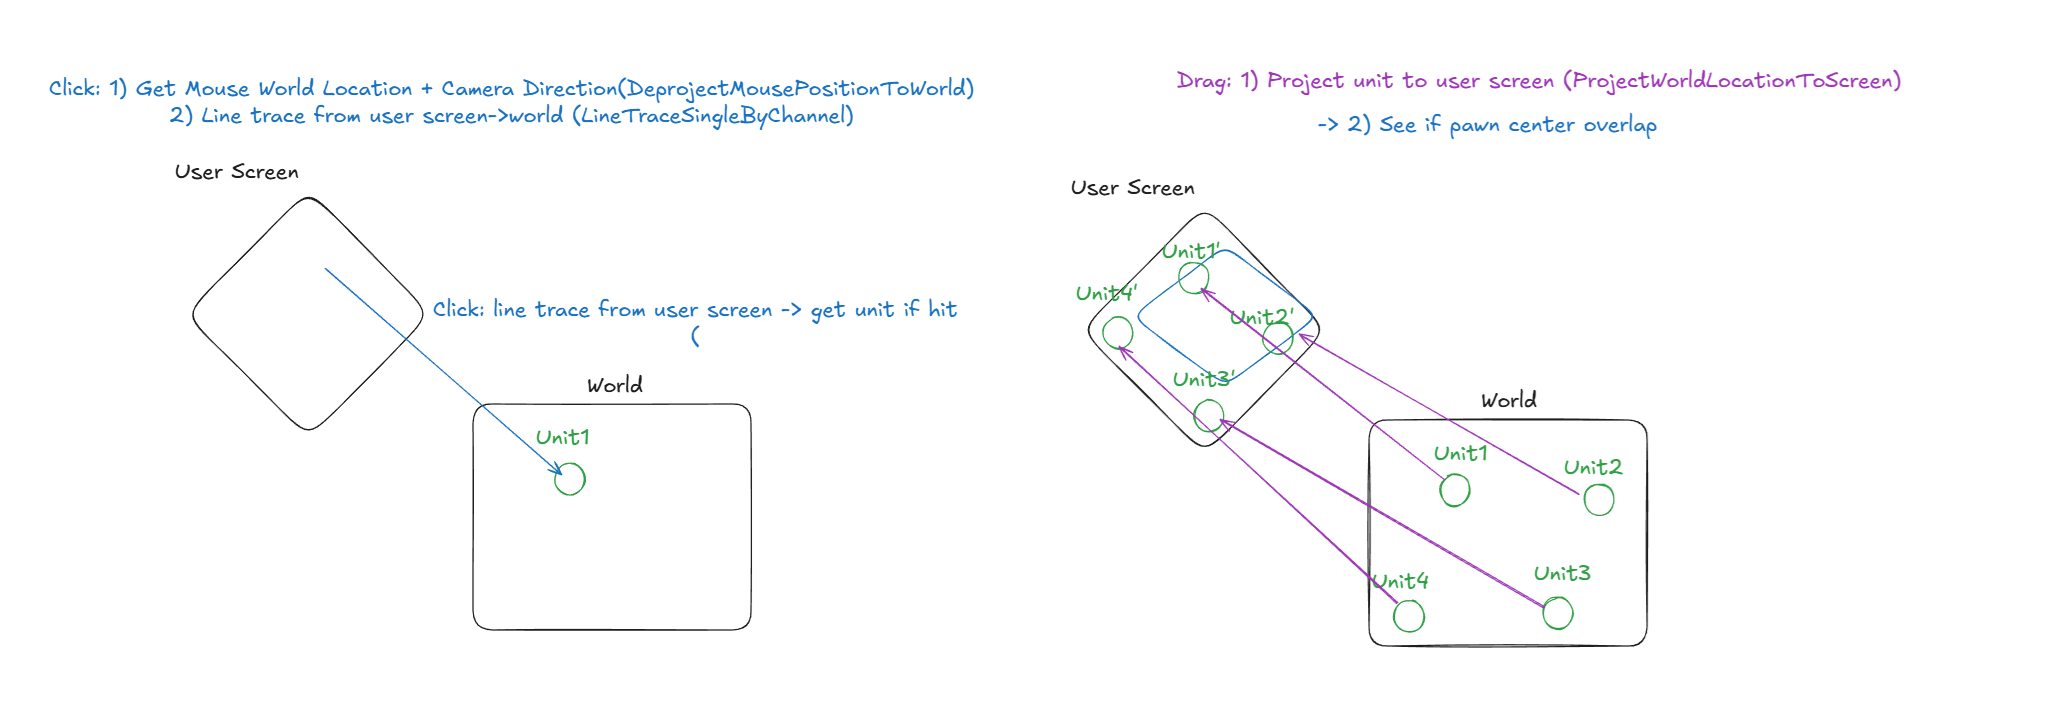 Click: 1) Get Mouse World Location + Camera Direction(DeprojectMousePositionToWorld)
2) Line trace from user screen->world (LineTraceSingleByChannel)
User Screen
Click: line trace from user screen -> get unit if hit
(
World
Unit1
Drag: 1) Project unit to user screen (ProjectWorldLocationToScreen)
-> 2) See if pawn center overlap
User Screen
Unit1'
Unit4'
Unit2'
Unit3'
World
Unit1
Unit2
Unit4
Unit3